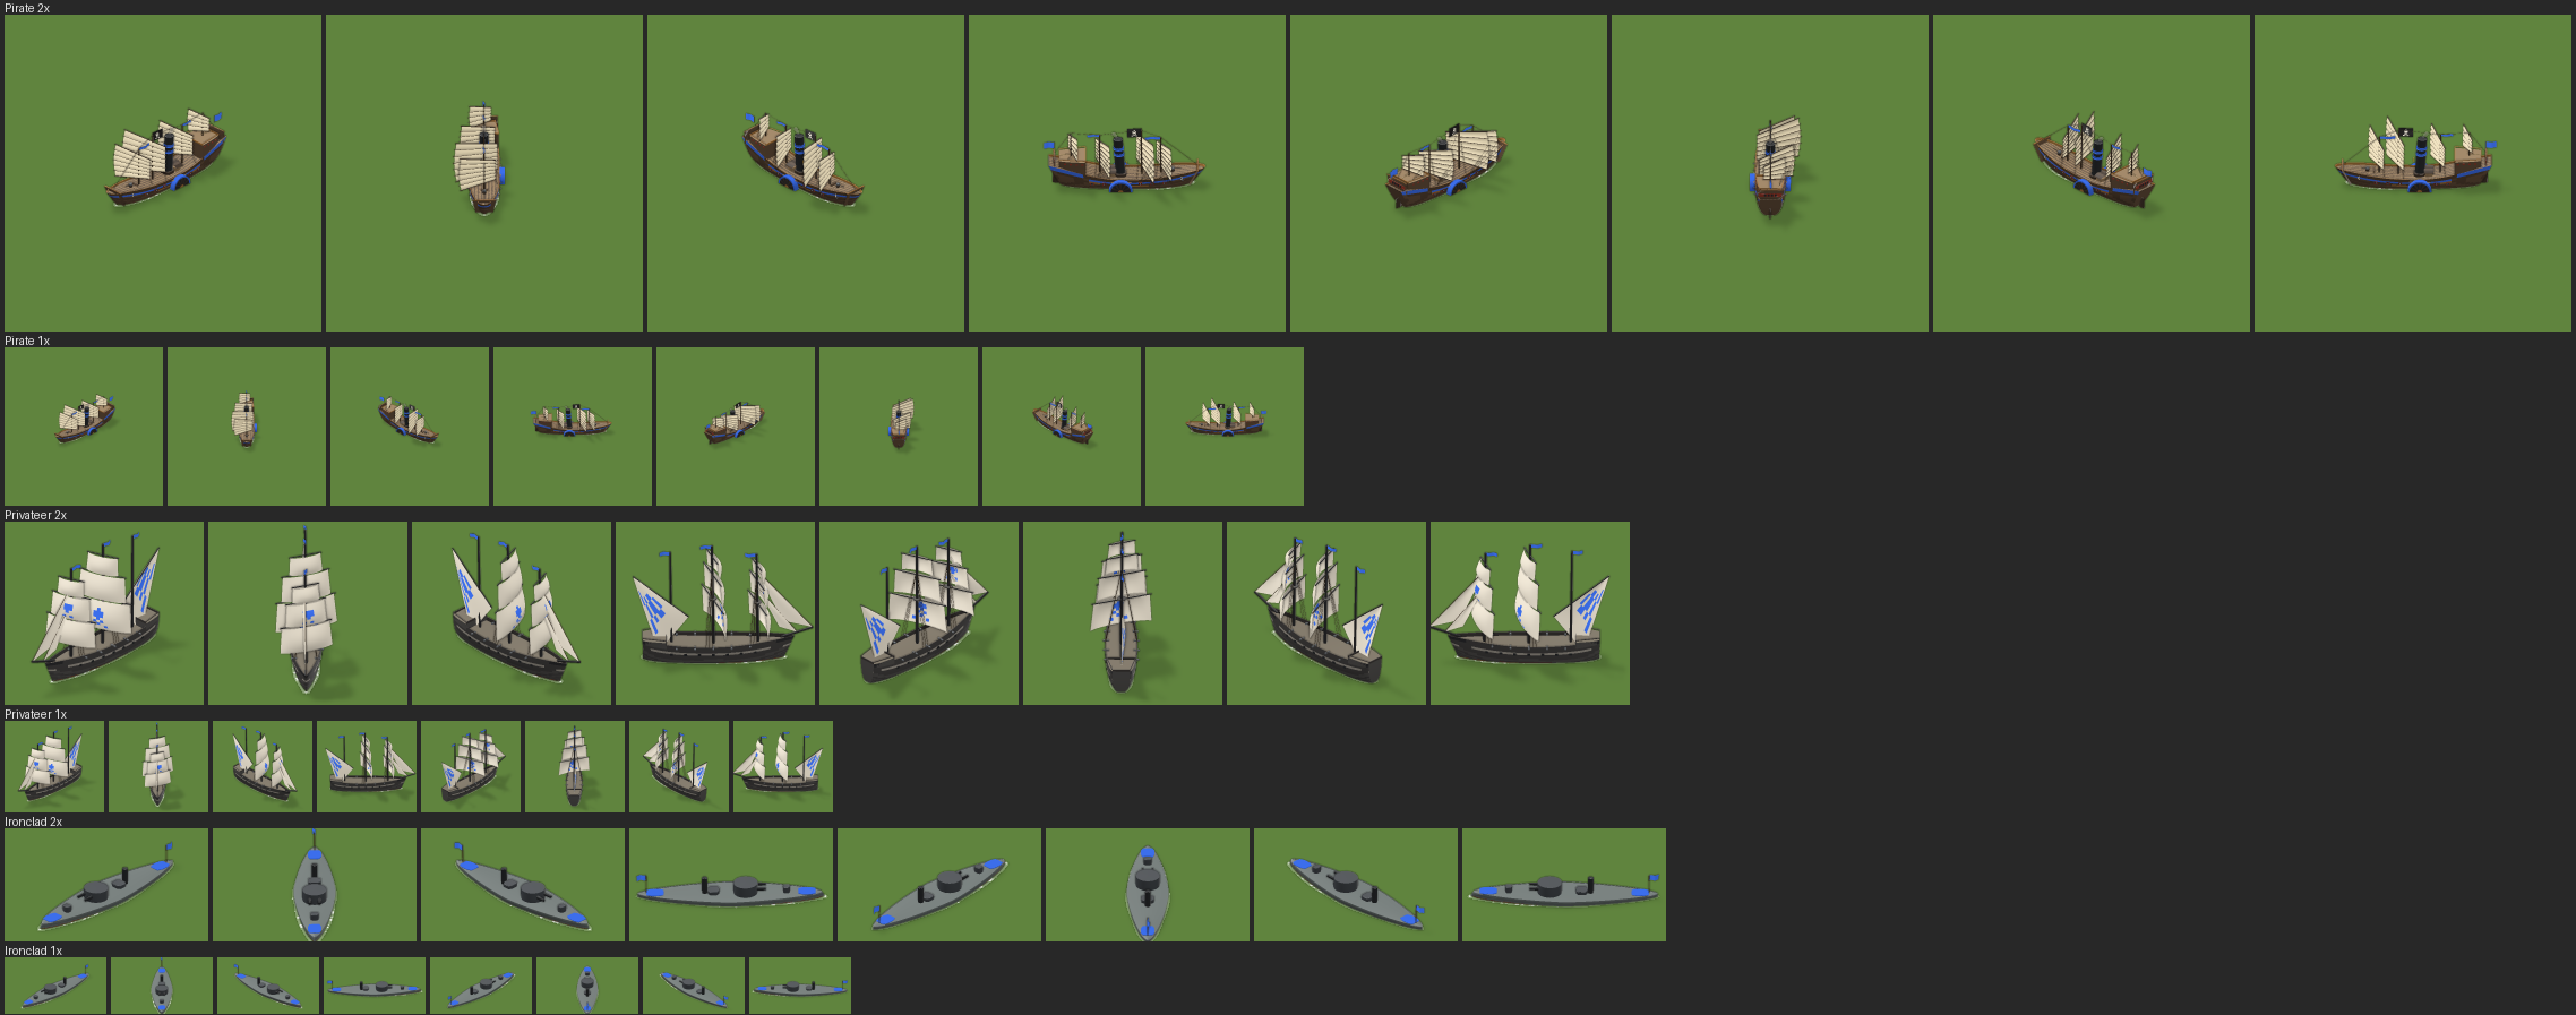 Pirate 2x
Pirate 1x
Privateer 2x
Privateer 1x
Ironclad 2x
Ironclad 1x